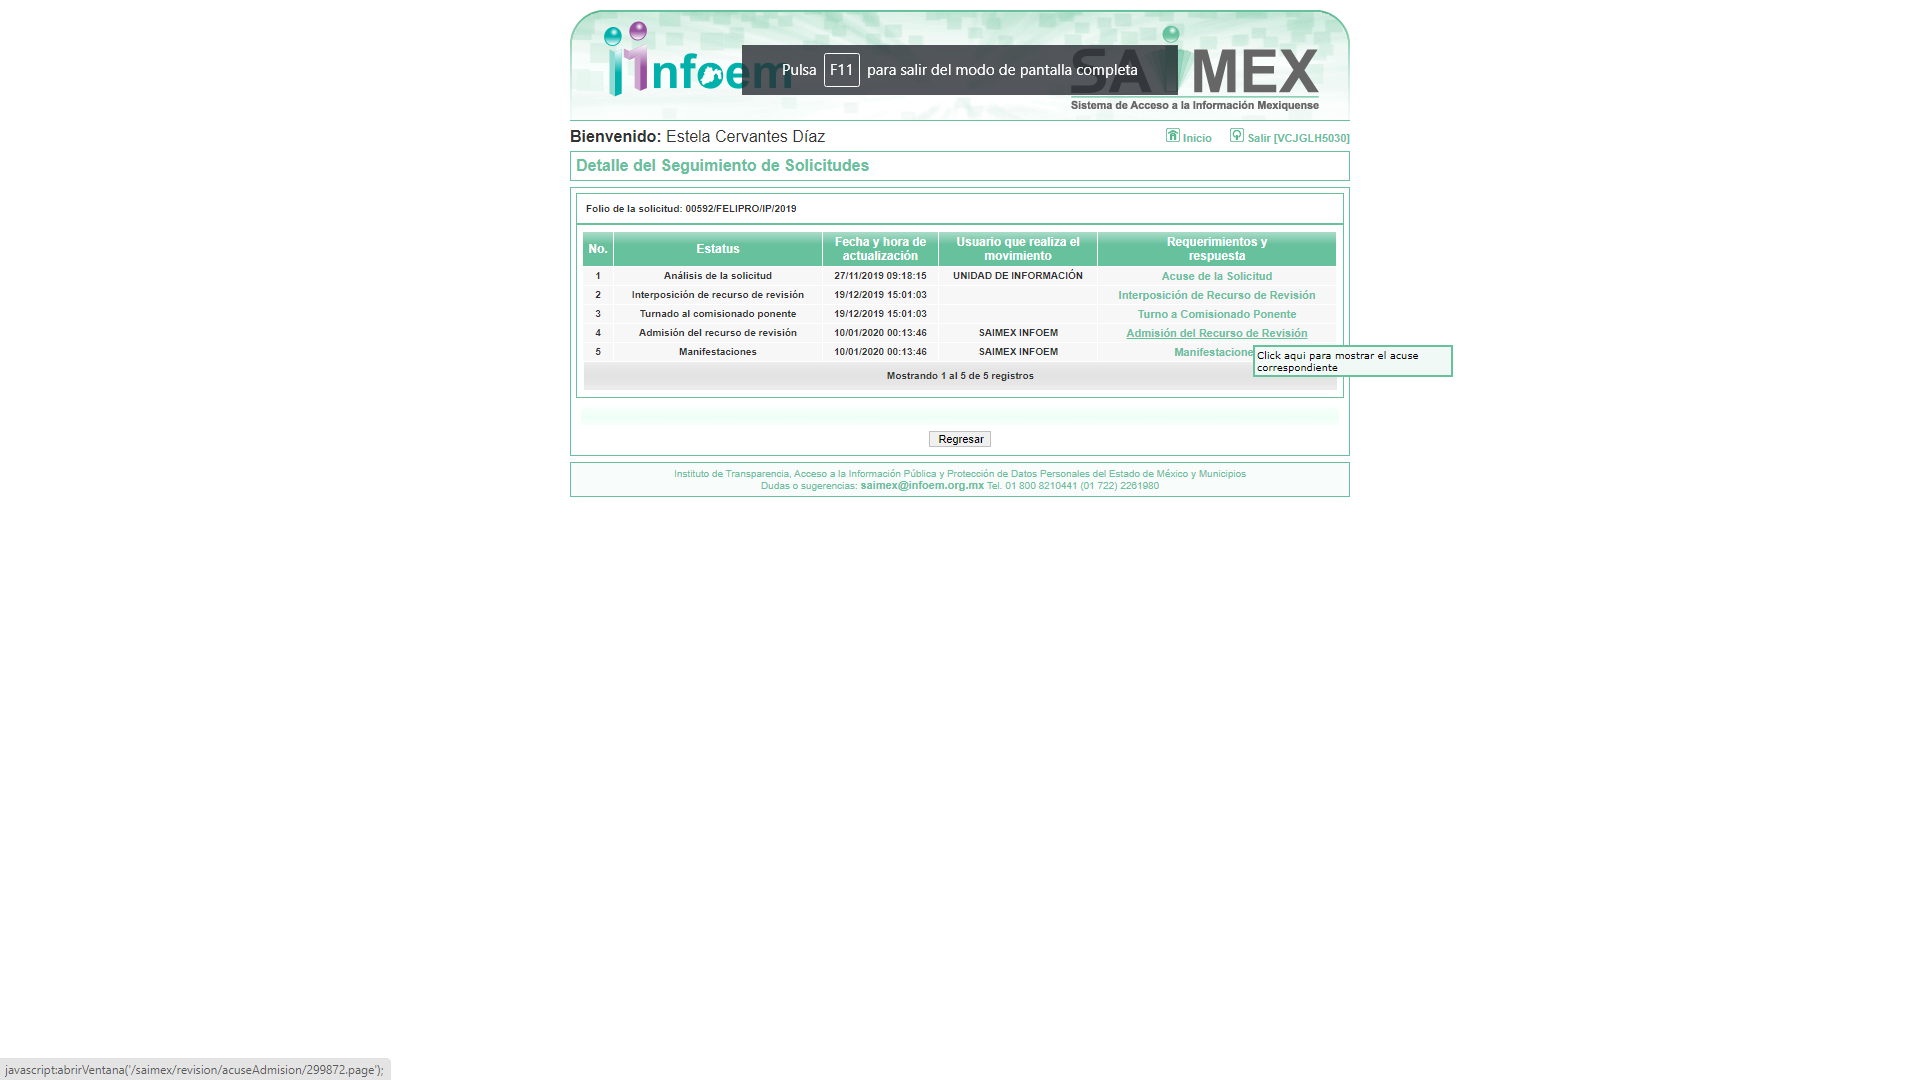 infoem
SAIMEX
Pulsa F11 para salir del modo de pantalla completa
Sistema de Acceso a la Información Mexiquense
Bienvenido: Estela Cervantes Díaz
Inicio
Salir [VCJGLH5030]
Detalle del Seguimiento de Solicitudes
Folio de la solicitud: 00592/FELIPRO/IP/2019
No. Estatus Fecha y hora de actualización Usuario que realiza el movimiento Requerimientos y respuesta
1 Análisis de la solicitud 27/11/2019 09:18:15 UNIDAD DE INFORMACIÓN Acuse de la Solicitud
2 Interposición de recurso de revisión 19/12/2019 15:01:03 Interposición de Recurso de Revisión
3 Turnado al comisionado ponente 19/12/2019 15:01:03 Turno a Comisionado Ponente
4 Admisión del recurso de revisión 10/01/2020 00:13:46 SAIMEX INFOEM Admisión del Recurso de Revisión
5 Manifestaciones 10/01/2020 00:13:46 SAIMEX INFOEM Manifestacione
Click aqui para mostrar el acuse
correspondiente
Mostrando 1 al 5 de 5 registros
Regresar
Instituto de Transparencia, Acceso a la Información Pública y Protección de Datos Personales del Estado de México y Municipios
Dudas o sugerencias: saimex@infoem.org.mx Tel. 01 800 8210441 (01 722) 2261980
javascript:abrirVentana('/saimex/revision/acuseAdmision/299872.page');